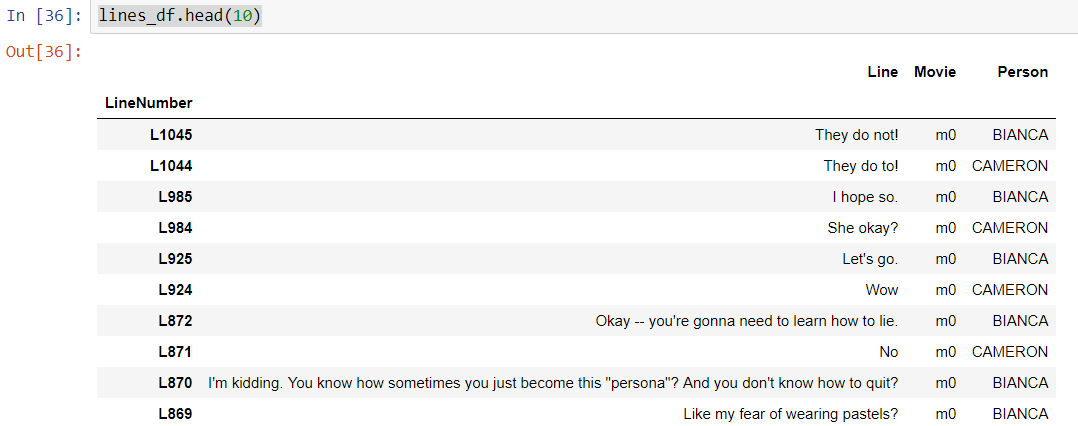 In [36]: lines_df.head(10)
Out[36]:
Line Movie Person
LineNumber
L1045 They do not! m0 BIANCA
L1044 They do to! m0 CAMERON
L985 I hope so. m0 BIANCA
L984 She okay? m0 CAMERON
L925 Let's go. m0 BIANCA
L924 Wow m0 CAMERON
L872 Okay -- you're gonna need to learn how to lie. m0 BIANCA
L871 No m0 CAMERON
L870 I'm kidding. You know how sometimes you just become this "persona"? And you don't know how to quit? m0 BIANCA
L869 Like my fear of wearing pastels? m0 BIANCA